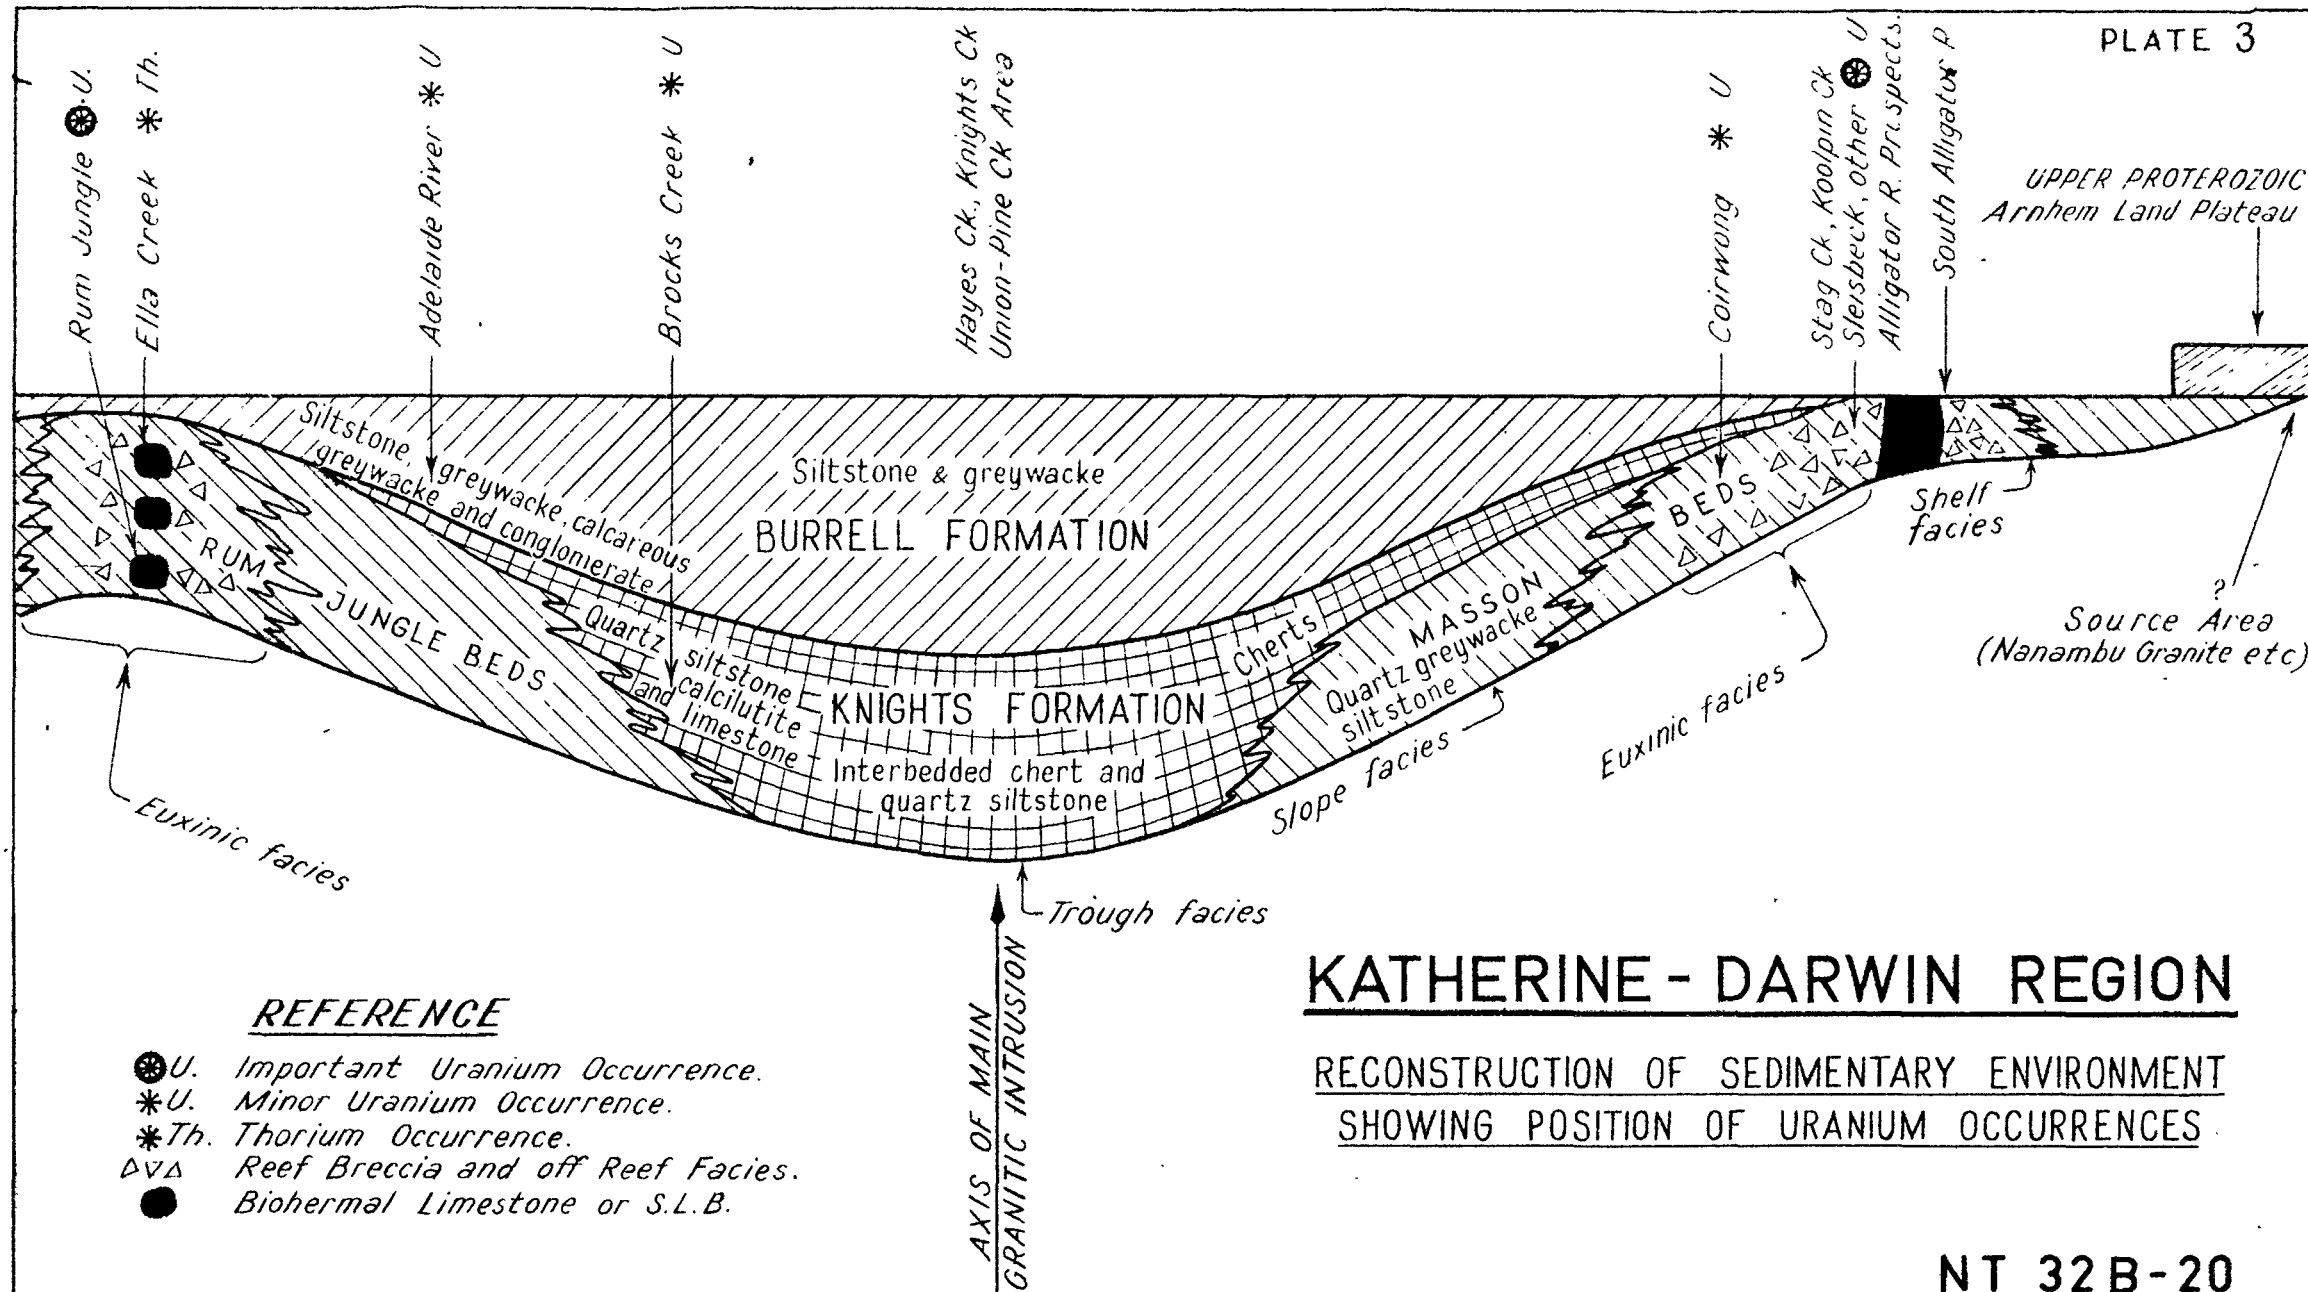 PLATE 3
Rum Jungle U.
Ella Creek * Th.
Adelaide River * U
Brocks Creek * U
Hayes Ck., Knights Ck
Union-Pine Ck Area
Coirwong * U
Stag Ck, Koolpin Ck
Sleisbeck, other U
Alligator R. Prospects.
South Alligator R
UPPER PROTEROZOIC
Arnhem Land Plateau
Siltstone, greywacke, calcareous
greywacke, and conglomerate.
Siltstone & greywacke
BURRELL FORMATION
RUM
JUNGLE BEDS
Quartz siltstone
and calcilutite
limestone
KNIGHTS FORMATION
Interbedded chert and
quartz siltstone
Cherts
MASSON
BEDS
Quartz greywacke
siltstone
Shelf
facies
?
Source Area
(Nanambu Granite etc)
Euxinic facies
Slope facies
Euxinic facies
Trough facies
AXIS OF MAIN
GRANITIC INTRUSION
REFERENCE
U. Important Uranium Occurrence.
* U. Minor Uranium Occurrence.
* Th. Thorium Occurrence.
Reef Breccia and off Reef Facies.
Biohermal Limestone or S.L.B.
KATHERINE - DARWIN REGION
RECONSTRUCTION OF SEDIMENTARY ENVIRONMENT
SHOWING POSITION OF URANIUM OCCURRENCES
NT 32B-20